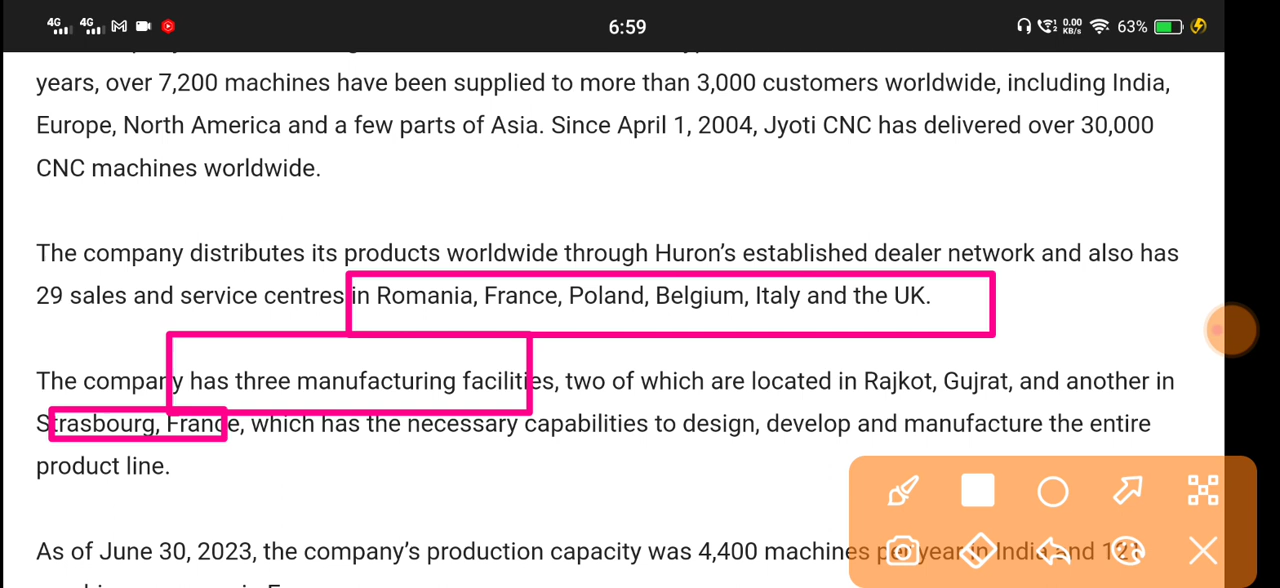 4G 4G 6:59 0.00 KB/s 63%
years, over 7,200 machines have been supplied to more than 3,000 customers worldwide, including India,
Europe, North America and a few parts of Asia. Since April 1, 2004, Jyoti CNC has delivered over 30,000
CNC machines worldwide.
The company distributes its products worldwide through Huron’s established dealer network and also has
29 sales and service centres in Romania, France, Poland, Belgium, Italy and the UK.
The company has three manufacturing facilities, two of which are located in Rajkot, Gujrat, and another in
Strasbourg, France, which has the necessary capabilities to design, develop and manufacture the entire
product line.
As of June 30, 2023, the company’s production capacity was 4,400 machines per year in India and 121